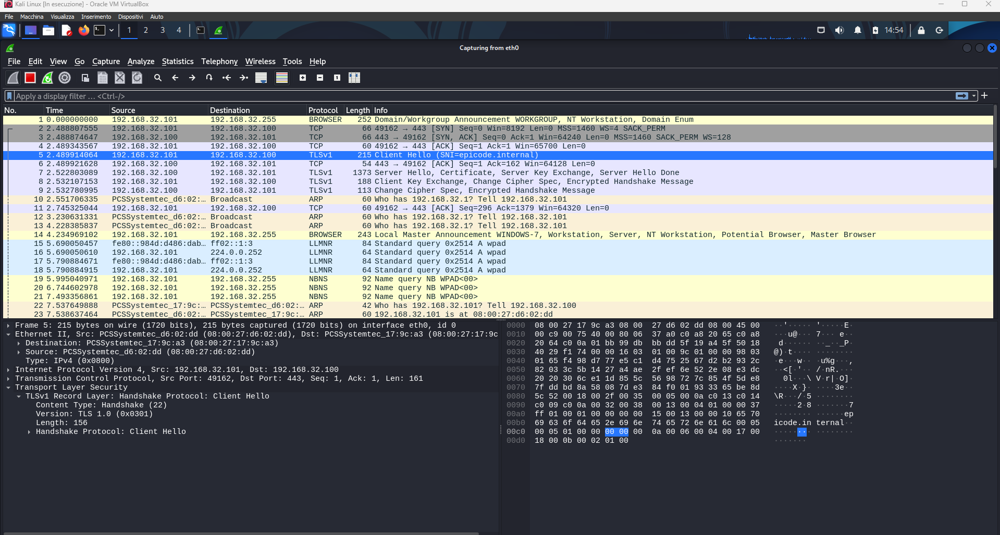 Kali Linux [In esecuzione] - Oracle VM VirtualBox
File Macchina Visualizza Inserimento Dispositivi Aiuto
1 2 3 4 14:54
Capturing from eth0
File Edit View Go Capture Analyze Statistics Telephony Wireless Tools Help
Apply a display filter … <Ctrl-/>
No. Time Source Destination Protocol Length Info
1 0.000000000 192.168.32.101 192.168.32.255 BROWSER 252 Domain/Workgroup Announcement WORKGROUP, NT Workstation, Domain Enum
2 2.488807555 192.168.32.101 192.168.32.100 TCP 66 49162 → 443 [SYN] Seq=0 Win=8192 Len=0 MSS=1460 WS=4 SACK_PERM
3 2.488874647 192.168.32.100 192.168.32.101 TCP 66 443 → 49162 [SYN, ACK] Seq=0 Ack=1 Win=64240 Len=0 MSS=1460 SACK_PERM WS=128
4 2.489343567 192.168.32.101 192.168.32.100 TCP 60 49162 → 443 [ACK] Seq=1 Ack=1 Win=65700 Len=0
5 2.489914064 192.168.32.101 192.168.32.100 TLSv1 215 Client Hello (SNI=epicode.internal)
6 2.489921628 192.168.32.100 192.168.32.101 TCP 54 443 → 49162 [ACK] Seq=1 Ack=162 Win=64128 Len=0
7 2.522803089 192.168.32.100 192.168.32.101 TLSv1 1373 Server Hello, Certificate, Server Key Exchange, Server Hello Done
8 2.532107153 192.168.32.101 192.168.32.100 TLSv1 188 Client Key Exchange, Change Cipher Spec, Encrypted Handshake Message
9 2.532780995 192.168.32.100 192.168.32.101 TLSv1 113 Change Cipher Spec, Encrypted Handshake Message
10 2.551706335 PCSSystemtec_d6:02:… Broadcast ARP 60 Who has 192.168.32.1? Tell 192.168.32.101
11 2.745325044 192.168.32.101 192.168.32.100 TCP 60 49162 → 443 [ACK] Seq=296 Ack=1379 Win=64320 Len=0
12 3.230631331 PCSSystemtec_d6:02:… Broadcast ARP 60 Who has 192.168.32.1? Tell 192.168.32.101
13 4.228385837 PCSSystemtec_d6:02:… Broadcast ARP 60 Who has 192.168.32.1? Tell 192.168.32.101
14 4.234969102 192.168.32.101 192.168.32.255 BROWSER 243 Local Master Announcement WINDOWS-7, Workstation, Server, NT Workstation, Potential Browser, Master Browser
15 5.690050457 fe80::984d:d486:dab… ff02::1:3 LLMNR 84 Standard query 0x2514 A wpad
16 5.690050610 192.168.32.101 224.0.0.252 LLMNR 64 Standard query 0x2514 A wpad
17 5.790884671 fe80::984d:d486:dab… ff02::1:3 LLMNR 84 Standard query 0x2514 A wpad
18 5.790884915 192.168.32.101 224.0.0.252 LLMNR 64 Standard query 0x2514 A wpad
19 5.995040971 192.168.32.101 192.168.32.255 NBNS 92 Name query NB WPAD<00>
20 6.744602978 192.168.32.101 192.168.32.255 NBNS 92 Name query NB WPAD<00>
21 7.493356861 192.168.32.101 192.168.32.255 NBNS 92 Name query NB WPAD<00>
22 7.537649888 PCSSystemtec_17:9c:… PCSSystemtec_d6:02:… ARP 42 Who has 192.168.32.101? Tell 192.168.32.100
23 7.538637464 PCSSystemtec_d6:02:… PCSSystemtec_17:9c:… ARP 60 192.168.32.101 is at 08:00:27:d6:02:dd
Frame 5: 215 bytes on wire (1720 bits), 215 bytes captured (1720 bits) on interface eth0, id 0
Ethernet II, Src: PCSSystemtec_d6:02:dd (08:00:27:d6:02:dd), Dst: PCSSystemtec_17:9c:a3 (08:00:27:17:9c
Destination: PCSSystemtec_17:9c:a3 (08:00:27:17:9c:a3)
Source: PCSSystemtec_d6:02:dd (08:00:27:d6:02:dd)
Type: IPv4 (0x0800)
Internet Protocol Version 4, Src: 192.168.32.101, Dst: 192.168.32.100
Transmission Control Protocol, Src Port: 49162, Dst Port: 443, Seq: 1, Ack: 1, Len: 161
Transport Layer Security
TLSv1 Record Layer: Handshake Protocol: Client Hello
Content Type: Handshake (22)
Version: TLS 1.0 (0x0301)
Length: 156
Handshake Protocol: Client Hello
0000 08 00 27 17 9c a3 08 00 27 d6 02 dd 08 00 45 00 ··'····· '·····E·
0010 00 c9 00 75 40 00 80 06 37 a0 c0 a8 20 65 c0 a8 ···u@··· 7··· e··
0020 20 64 c0 0a 01 bb 99 db bb dd 5f 19 a4 5f 50 18 d······ ··_··_P·
0030 40 29 f1 74 00 00 16 03 01 00 9c 01 00 00 98 03 @)·t···· ········
0040 01 65 f4 98 d7 77 e5 c1 d4 75 25 67 d2 b2 93 2c ·e···w·· ·u%g···,
0050 82 03 3c 5b 14 27 a4 ae 2f ef 6e 52 2e 08 e3 dc ··<[·'·· /·nR.···
0060 20 20 30 6c e1 1d 85 5c 56 98 72 7c 85 4f 5d e8 0l···\ V·r|·O]·
0070 7f dd bd 8a 58 08 7d e3 84 f0 01 93 33 65 be 8d ····X·}· ····3e··
0080 5c 52 00 18 00 2f 00 35 00 05 00 0a c0 13 c0 14 \R···/·5 ········
0090 c0 09 c0 0a 00 32 00 38 00 13 00 04 01 00 00 37 ·····2·8 ·······7
00a0 ff 01 00 01 00 00 00 00 15 00 13 00 00 10 65 70 ········ ······ep
00b0 69 63 6f 64 65 2e 69 6e 74 65 72 6e 61 6c 00 05 icode.in ternal··
00c0 00 05 01 00 00 00 00 00 0a 00 06 00 04 00 17 00 ········ ········
00d0 18 00 0b 00 02 01 00 ·······